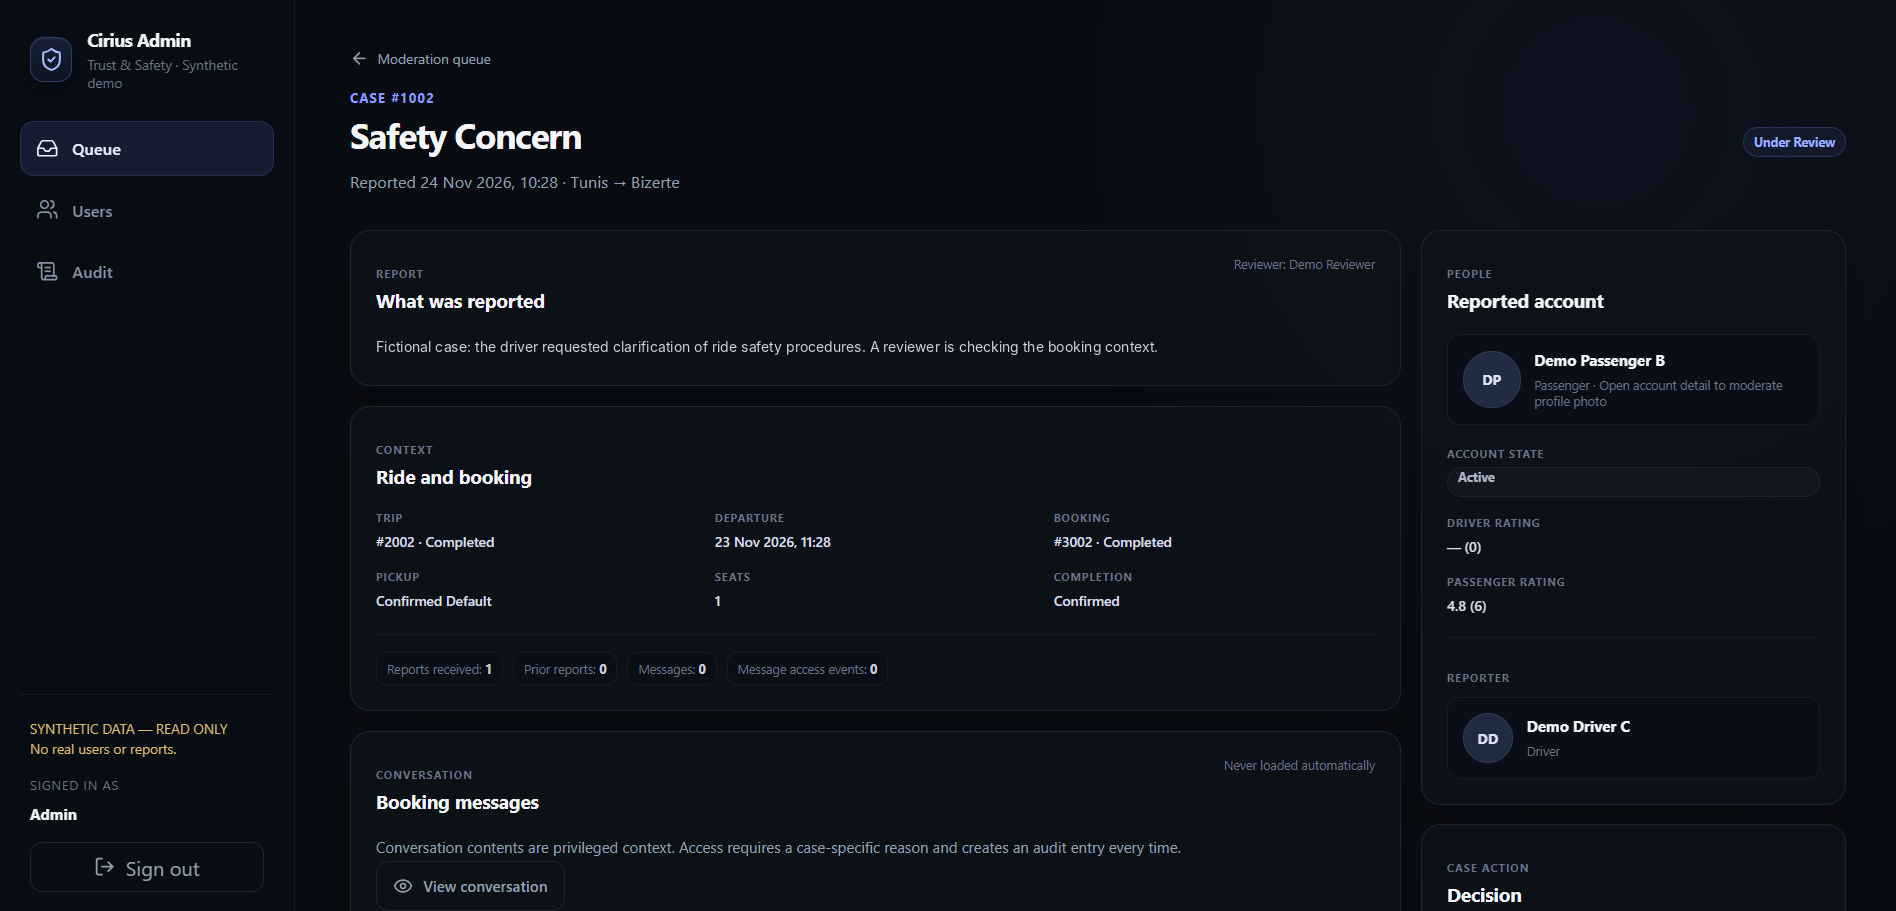 Cirius Admin
Trust & Safety · Synthetic
demo
Queue
Users
Audit
SYNTHETIC DATA — READ ONLY
No real users or reports.
SIGNED IN AS
Admin
Sign out
Moderation queue
CASE #1002
Safety Concern
Under Review
Reported 24 Nov 2026, 10:28 · Tunis → Bizerte
REPORT
Reviewer: Demo Reviewer
What was reported
Fictional case: the driver requested clarification of ride safety procedures. A reviewer is checking the booking context.
CONTEXT
Ride and booking
TRIP
#2002 · Completed
DEPARTURE
23 Nov 2026, 11:28
BOOKING
#3002 · Completed
PICKUP
Confirmed Default
SEATS
1
COMPLETION
Confirmed
Reports received: 1
Prior reports: 0
Messages: 0
Message access events: 0
CONVERSATION
Never loaded automatically
Booking messages
Conversation contents are privileged context. Access requires a case-specific reason and creates an audit entry every time.
View conversation
PEOPLE
Reported account
DP
Demo Passenger B
Passenger · Open account detail to moderate
profile photo
ACCOUNT STATE
Active
DRIVER RATING
— (0)
PASSENGER RATING
4.8 (6)
REPORTER
DD
Demo Driver C
Driver
CASE ACTION
Decision